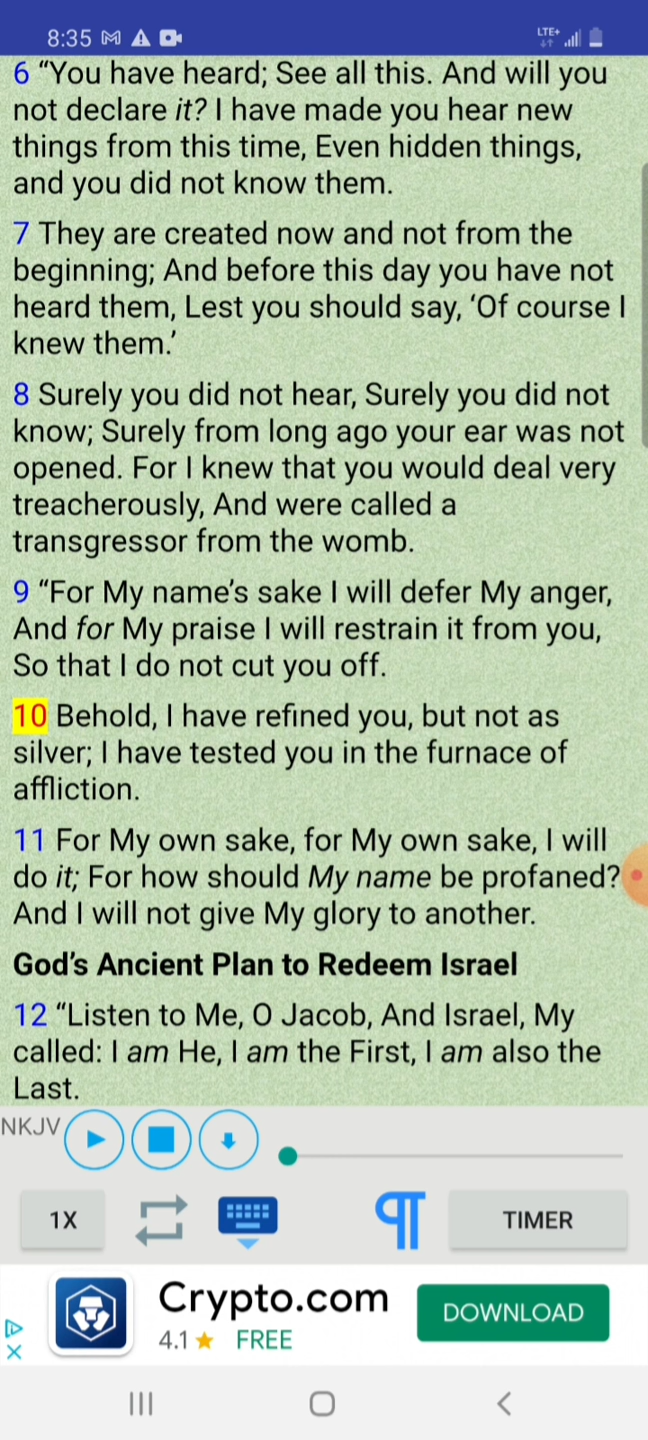 8:35
LTE+
6 “You have heard; See all this. And will you
not declare it? I have made you hear new
things from this time, Even hidden things,
and you did not know them.
7 They are created now and not from the
beginning; And before this day you have not
heard them, Lest you should say, ‘Of course I
knew them.’
8 Surely you did not hear, Surely you did not
know; Surely from long ago your ear was not
opened. For I knew that you would deal very
treacherously, And were called a
transgressor from the womb.
9 “For My name’s sake I will defer My anger,
And for My praise I will restrain it from you,
So that I do not cut you off.
10 Behold, I have refined you, but not as
silver; I have tested you in the furnace of
affliction.
11 For My own sake, for My own sake, I will
do it; For how should My name be profaned?
And I will not give My glory to another.
God’s Ancient Plan to Redeem Israel
12 “Listen to Me, O Jacob, And Israel, My
called: I am He, I am the First, I am also the
Last.
NKJV
1X
¶
TIMER
Crypto.com
4.1★ FREE
DOWNLOAD